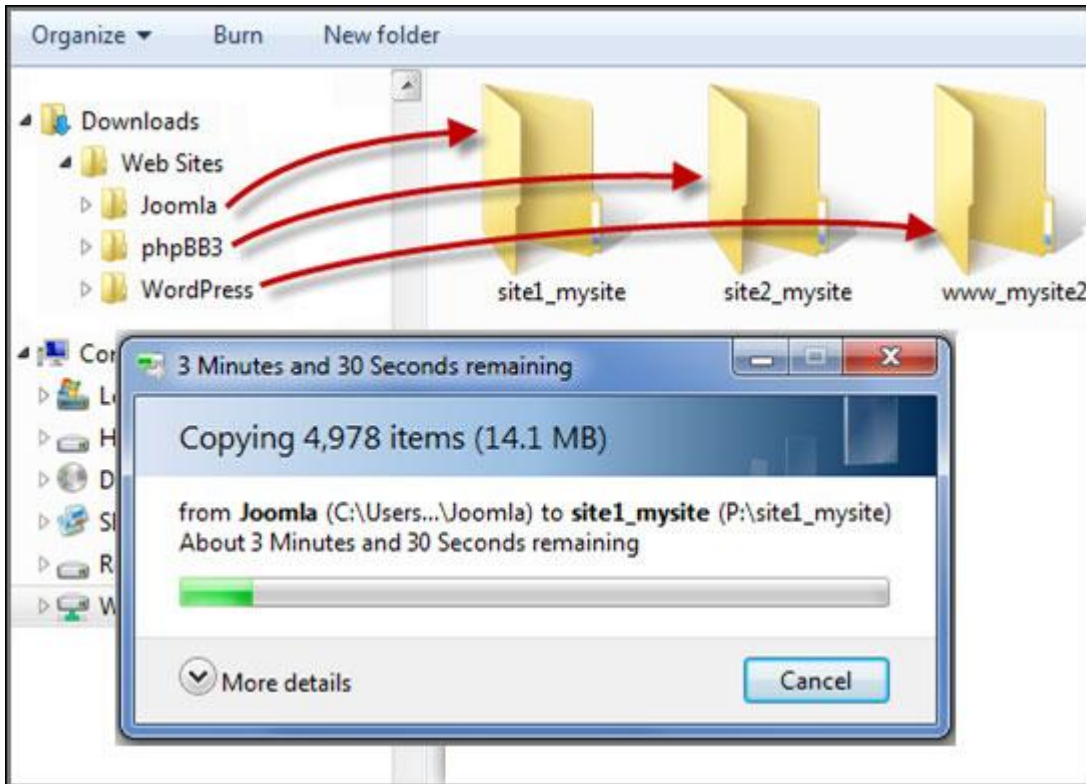 Organize Burn New folder
Downloads
Web Sites
Joomla
phpBB3
WordPress
site1_mysite site2_mysite www_mysite2
3 Minutes and 30 Seconds remaining
Copying 4,978 items (14.1 MB)
from Joomla (C:\Users...\Joomla) to site1_mysite (P:\site1_mysite)
About 3 Minutes and 30 Seconds remaining
More details Cancel